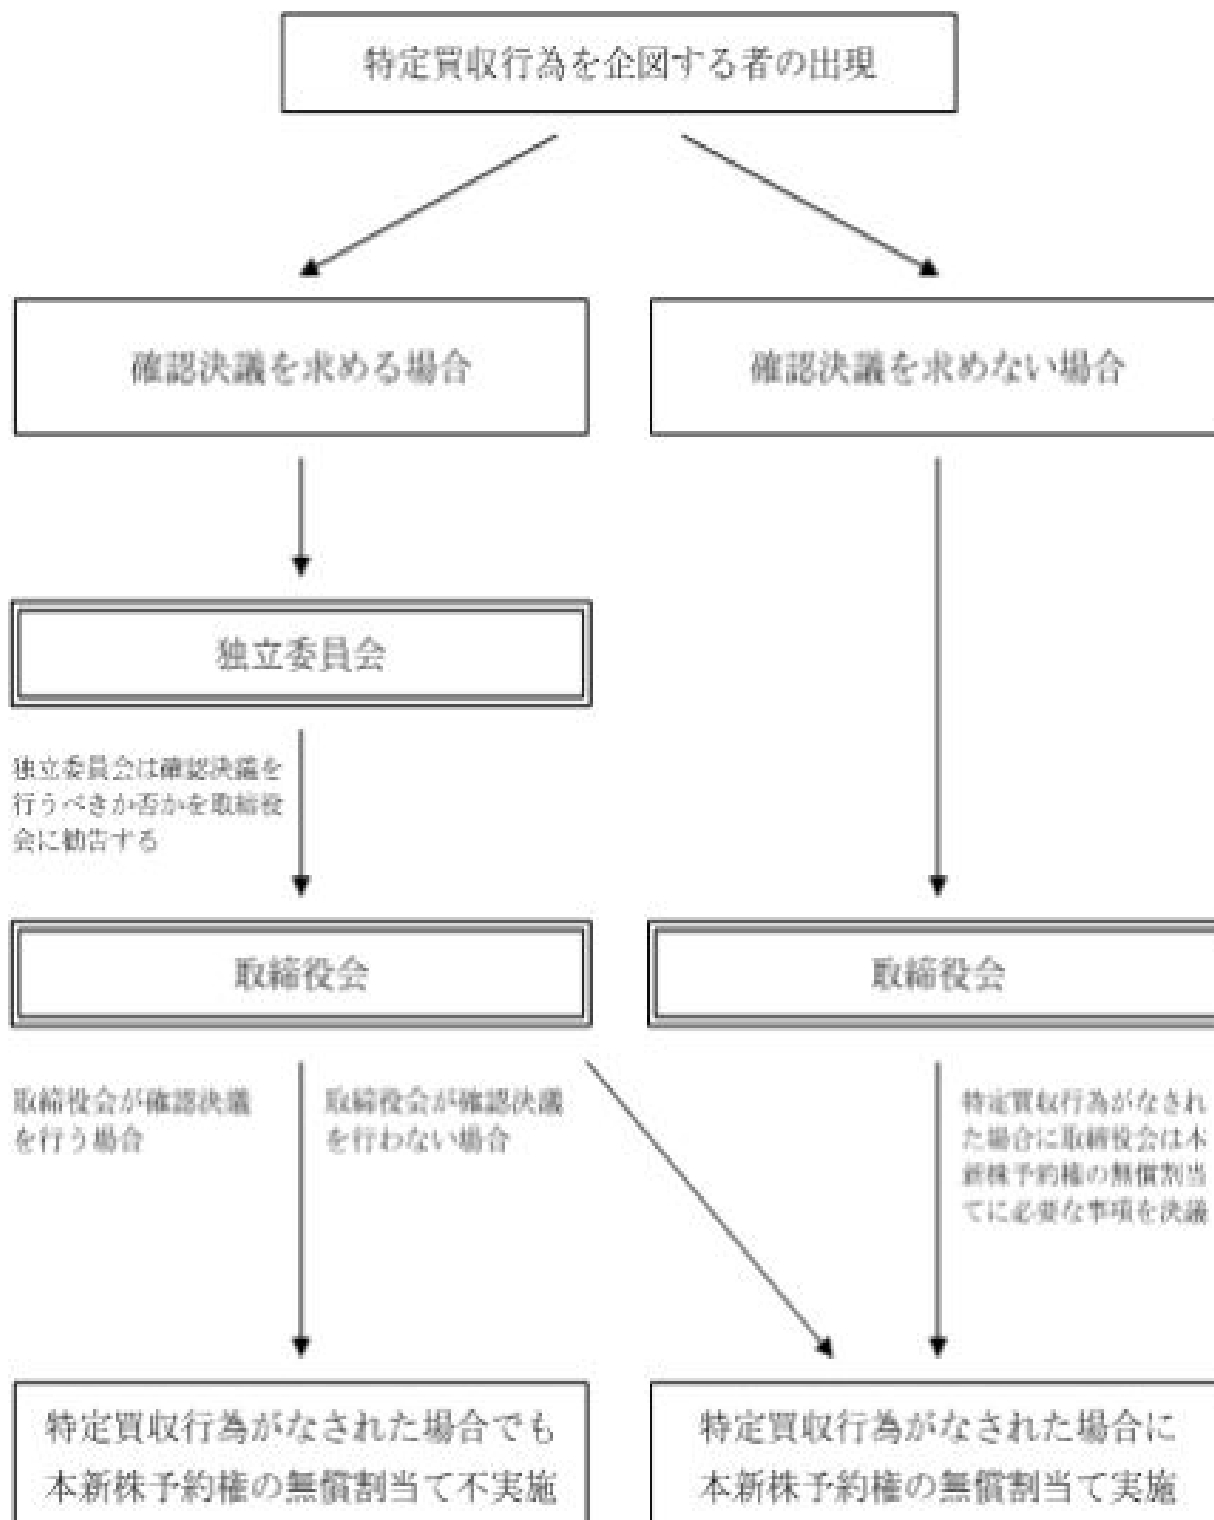 特定買収行為を企図する者の出現
確認決議を求める場合
確認決議を求めない場合
独立委員会
独立委員会は確認決議を
行うべきか否かを取締役
会に勧告する
取締役会
取締役会
取締役会が確認決議
を行う場合
取締役会が確認決議
を行わない場合
特定買収行為がなされ
た場合に取締役会は本
新株予約権の無償割当
てに必要な事項を決議
特定買収行為がなされた場合でも
本新株予約権の無償割当て不実施
特定買収行為がなされた場合に
本新株予約権の無償割当て実施